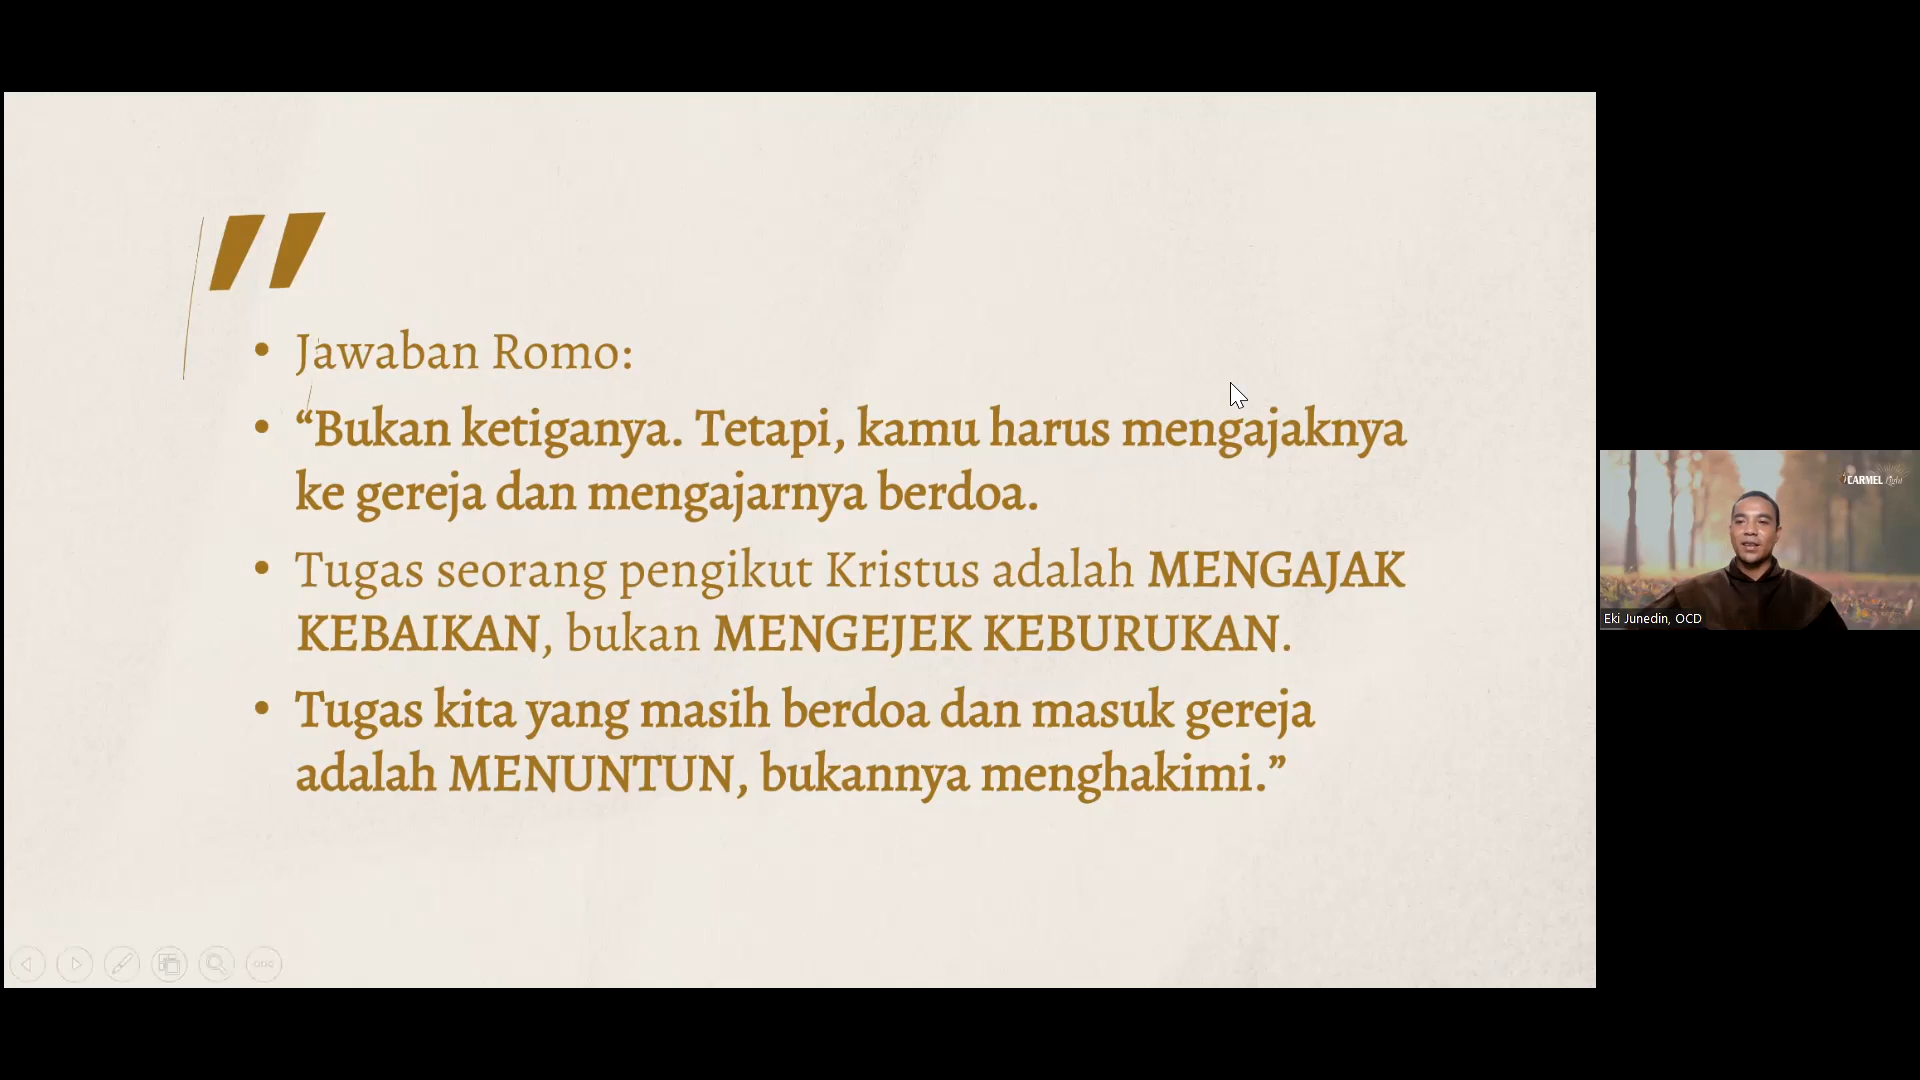 • Jawaban Romo:
• “Bukan ketiganya. Tetapi, kamu harus mengajaknya
ke gereja dan mengajarnya berdoa.
• Tugas seorang pengikut Kristus adalah MENGAJAK
KEBAIKAN, bukan MENGEJEK KEBURUKAN.
• Tugas kita yang masih berdoa dan masuk gereja
adalah MENUNTUN, bukannya menghakimi.”
CARMEL Light
Eki Junedin, OCD